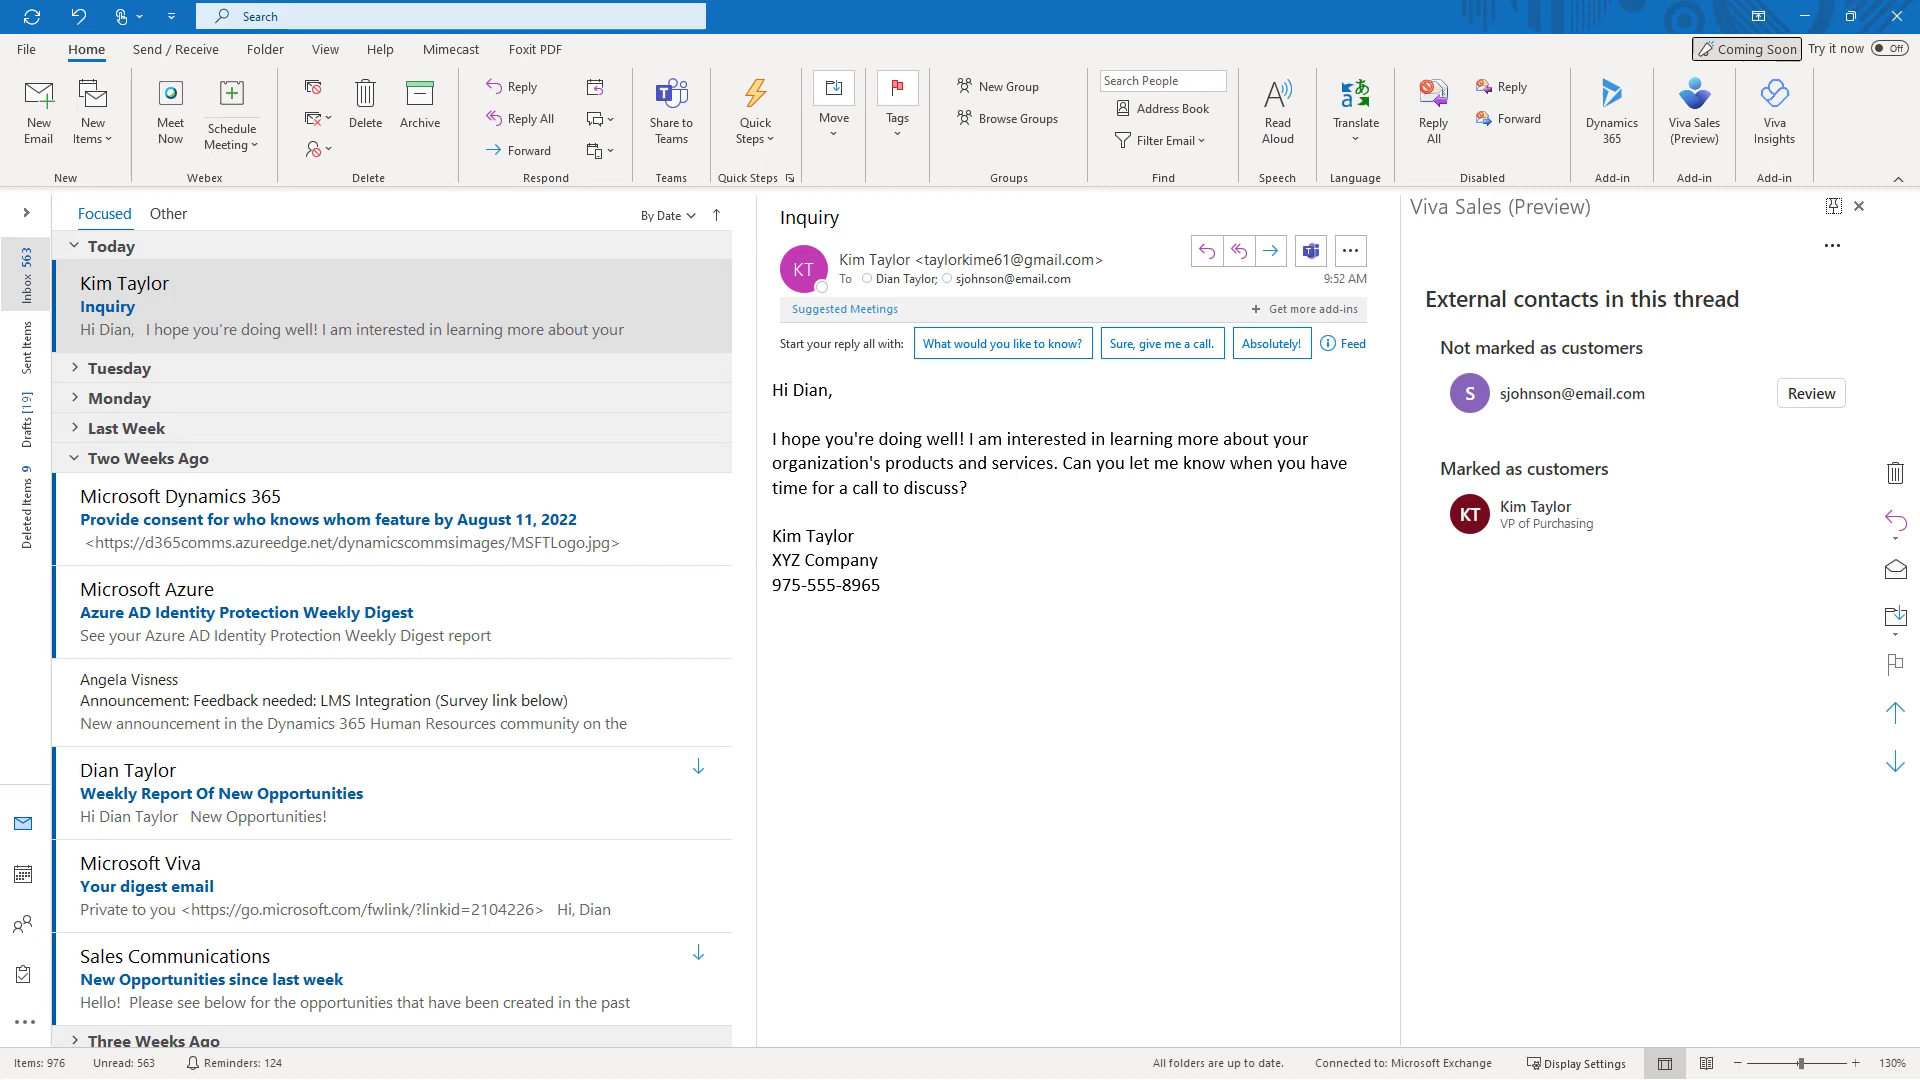 Search
File
Home
Send / Receive
Folder
View
Help
Mimecast
Foxit PDF
Coming Soon
Try it now
Off
New
Email
New
Items
New
Meet
Now
Schedule
Meeting
Webex
Delete
Archive
Delete
Reply
Reply All
Forward
Respond
Share to
Teams
Teams
Quick
Steps
Quick Steps
Move
Tags
New Group
Browse Groups
Groups
Search People
Address Book
Filter Email
Find
Read
Aloud
Speech
Translate
Language
Reply
All
Reply
Forward
Disabled
Dynamics
365
Add-in
Viva Sales
(Preview)
Add-in
Viva
Insights
Add-in
Inbox 563
Sent Items
Drafts [19]
Deleted Items 9
Focused
Other
By Date
Today
Kim Taylor
Inquiry
Hi Dian, I hope you're doing well! I am interested in learning more about your
Tuesday
Monday
Last Week
Two Weeks Ago
Microsoft Dynamics 365
Provide consent for who knows whom feature by August 11, 2022
<https://d365comms.azureedge.net/dynamicscommsimages/MSFTLogo.jpg>
Microsoft Azure
Azure AD Identity Protection Weekly Digest
See your Azure AD Identity Protection Weekly Digest report
Angela Visness
Announcement: Feedback needed: LMS Integration (Survey link below)
New announcement in the Dynamics 365 Human Resources community on the
Dian Taylor
Weekly Report Of New Opportunities
Hi Dian Taylor New Opportunities!
Microsoft Viva
Your digest email
Private to you <https://go.microsoft.com/fwlink/?linkid=2104226> Hi, Dian
Sales Communications
New Opportunities since last week
Hello! Please see below for the opportunities that have been created in the past
Three Weeks Ago
Inquiry
KT
Kim Taylor <taylorkime61@gmail.com>
To Dian Taylor; sjohnson@email.com
9:52 AM
Suggested Meetings
+ Get more add-ins
Start your reply all with:
What would you like to know?
Sure, give me a call.
Absolutely!
Feed
Hi Dian,
I hope you're doing well! I am interested in learning more about your
organization's products and services. Can you let me know when you have
time for a call to discuss?
Kim Taylor
XYZ Company
975-555-8965
Viva Sales (Preview)
External contacts in this thread
Not marked as customers
S
sjohnson@email.com
Review
Marked as customers
KT
Kim Taylor
VP of Purchasing
Items: 976
Unread: 563
Reminders: 124
All folders are up to date.
Connected to: Microsoft Exchange
Display Settings
130%